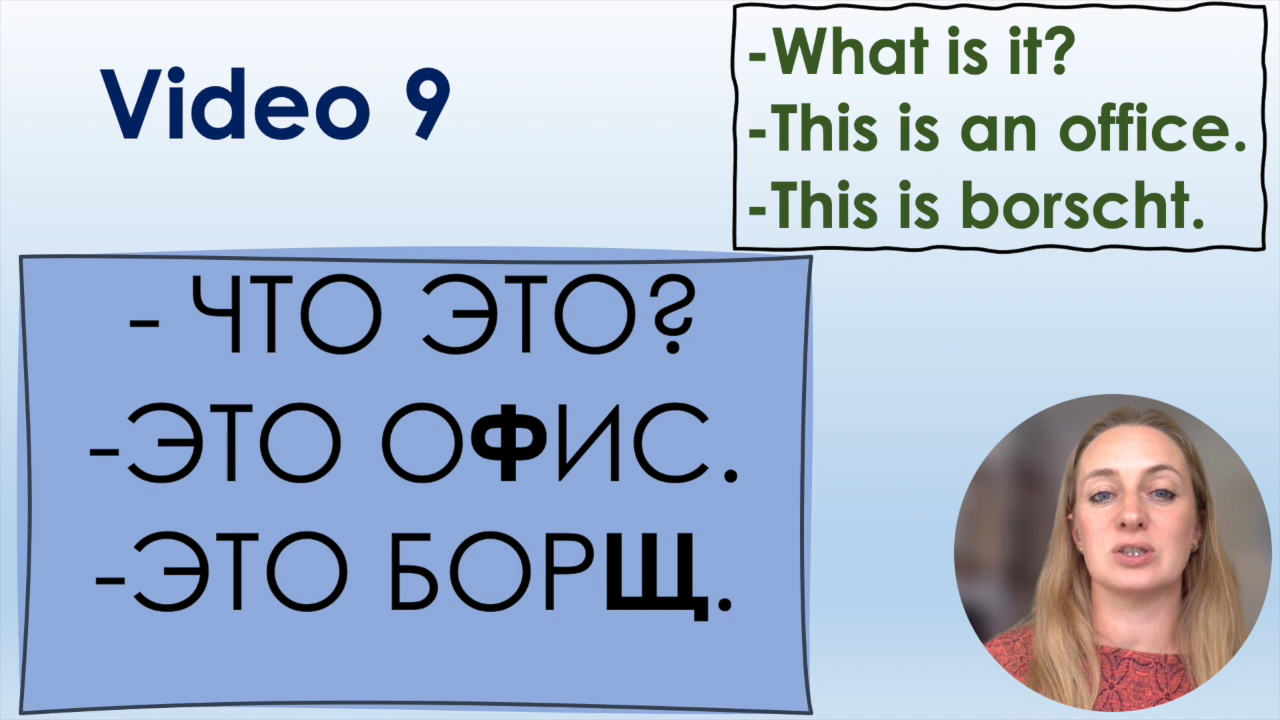 Video 9
-What is it?
-This is an office.
-This is borscht.
- ЧТО ЭТО?
-ЭТО ОФИС.
-ЭТО БОРЩ.